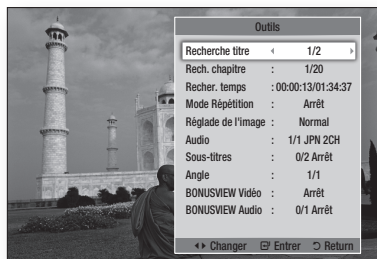 Outils
Recherche titre ◄ 1/2 ►
Rech. chapitre : 1/20
Recher. temps : 00:00:13/01:34:37
Mode Répétition : Arrêt
Réglade de l'image : Normal
Audio : 1/1 JPN 2CH
Sous-titres : 0/2 Arrêt
Angle : 1/1
BONUSVIEW Vidéo : Arrêt
BONUSVIEW Audio : 0/1 Arrêt
Changer Entrer Return